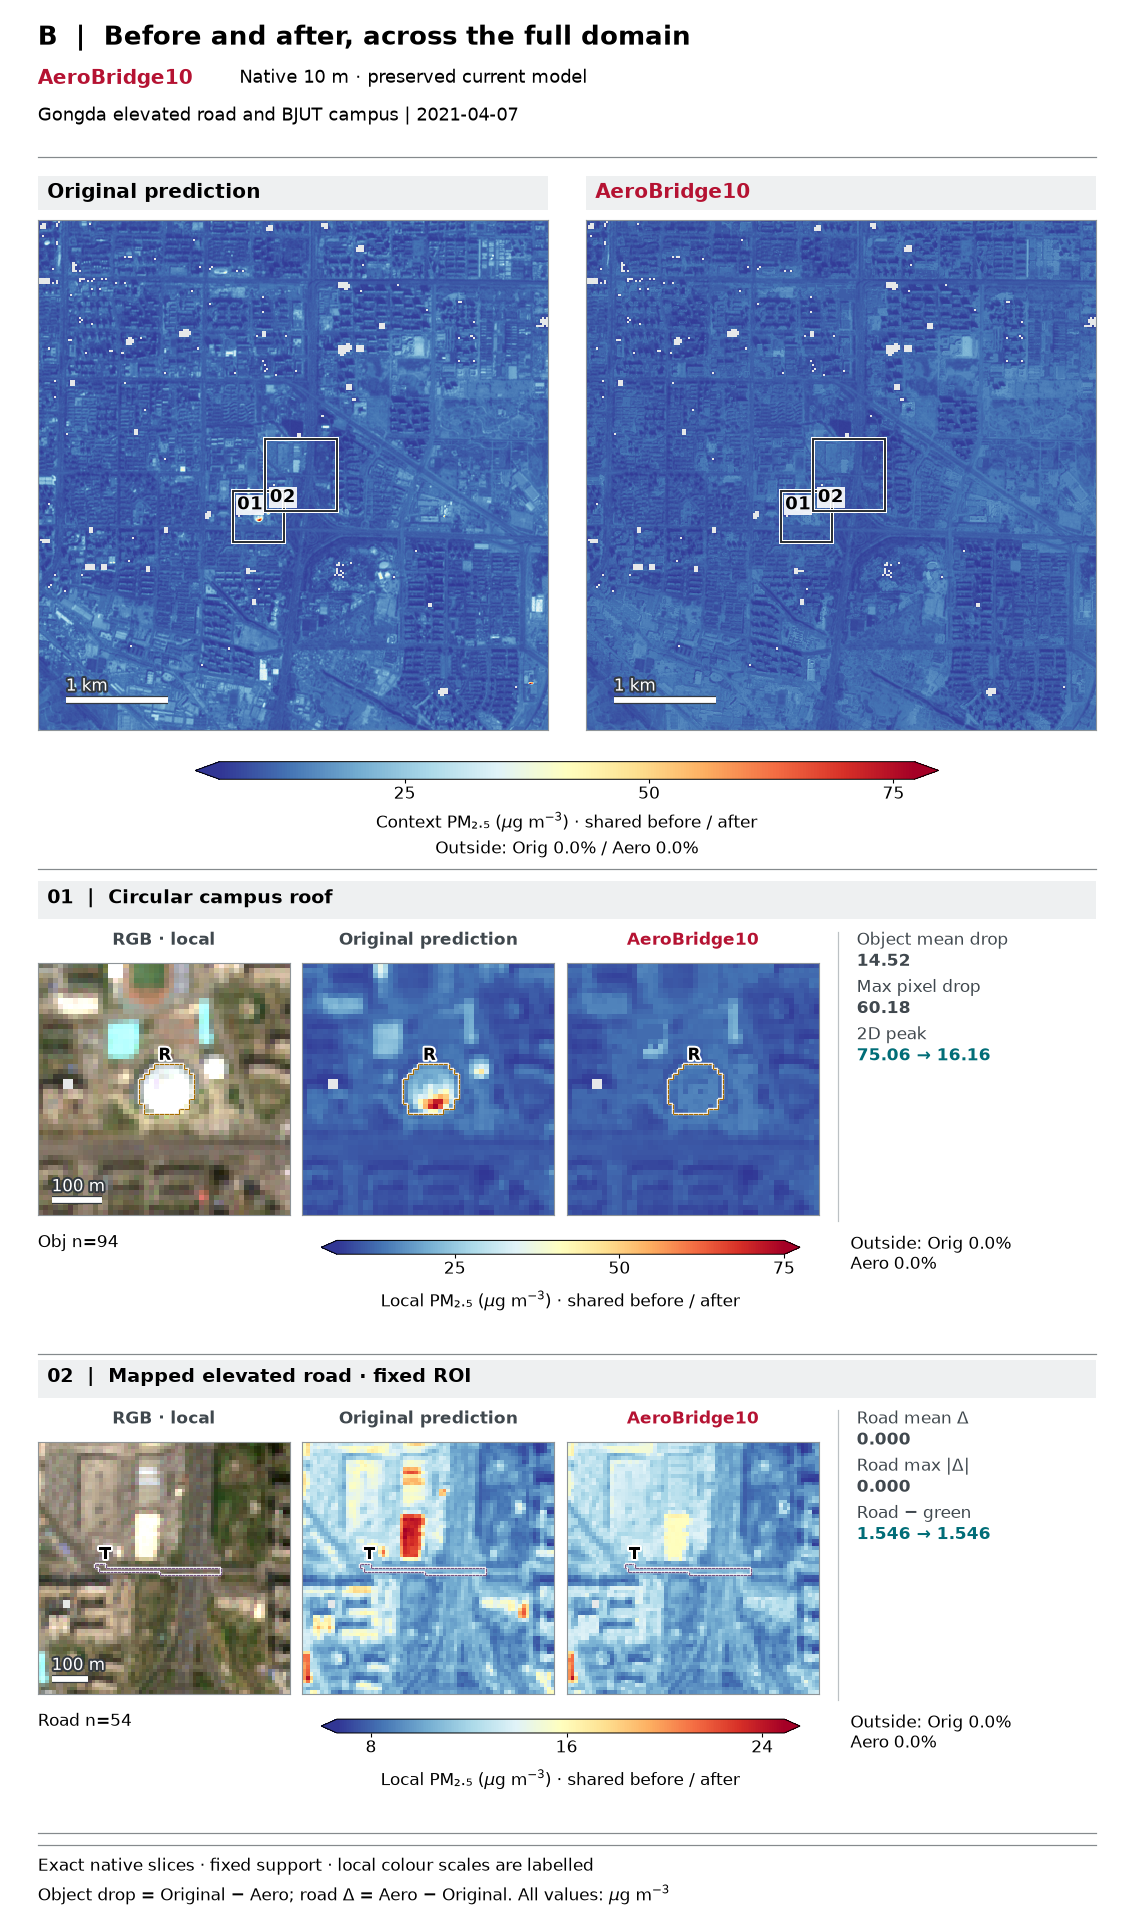 B | Before and after, across the full domain
AeroBridge10 Native 10 m · preserved current model
Gongda elevated road and BJUT campus | 2021-04-07
Original prediction
AeroBridge10
01
02
1 km
01
02
1 km
25 50 75
Context PM₂.₅ (μg m⁻³) · shared before / after
Outside: Orig 0.0% / Aero 0.0%
01 | Circular campus roof
RGB · local
Original prediction
AeroBridge10
R
100 m
R
R
Object mean drop
14.52
Max pixel drop
60.18
2D peak
75.06 → 16.16
Obj n=94
25 50 75
Local PM₂.₅ (μg m⁻³) · shared before / after
Outside: Orig 0.0%
Aero 0.0%
02 | Mapped elevated road · fixed ROI
RGB · local
Original prediction
AeroBridge10
T
100 m
T
T
Road mean Δ
0.000
Road max |Δ|
0.000
Road − green
1.546 → 1.546
Road n=54
8 16 24
Local PM₂.₅ (μg m⁻³) · shared before / after
Outside: Orig 0.0%
Aero 0.0%
Exact native slices · fixed support · local colour scales are labelled
Object drop = Original − Aero; road Δ = Aero − Original. All values: μg m⁻³